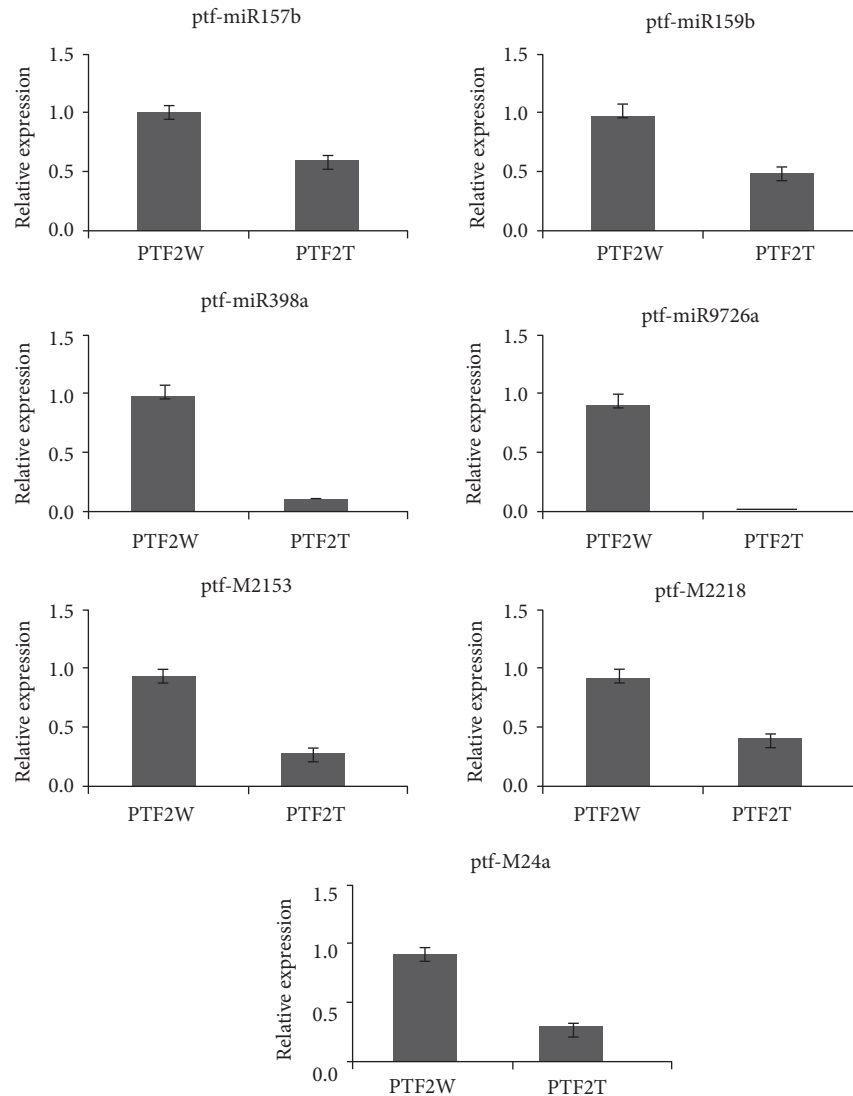 ptf-miR157b
Relative expression
1.5
1.0
0.5
0.0
PTF2W PTF2T
ptf-miR159b
Relative expression
1.5
1.0
0.5
0.0
PTF2W PTF2T
ptf-miR398a
Relative expression
1.5
1.0
0.5
0.0
PTF2W PTF2T
ptf-miR9726a
Relative expression
1.5
1.0
0.5
0.0
PTF2W PTF2T
ptf-M2153
Relative expression
1.5
1.0
0.5
0.0
PTF2W PTF2T
ptf-M2218
Relative expression
1.5
1.0
0.5
0.0
PTF2W PTF2T
ptf-M24a
Relative expression
1.5
1.0
0.5
0.0
PTF2W PTF2T